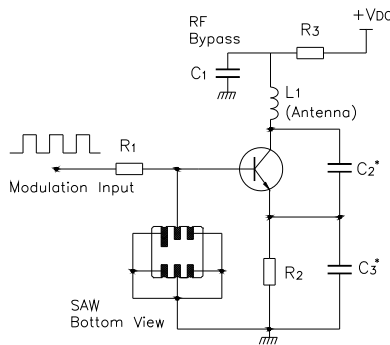 +VDC
RF
Bypass
R3
C1
L1
(Antenna)
R1
Modulation Input
C2*
SAW
Bottom View
R2
C3*